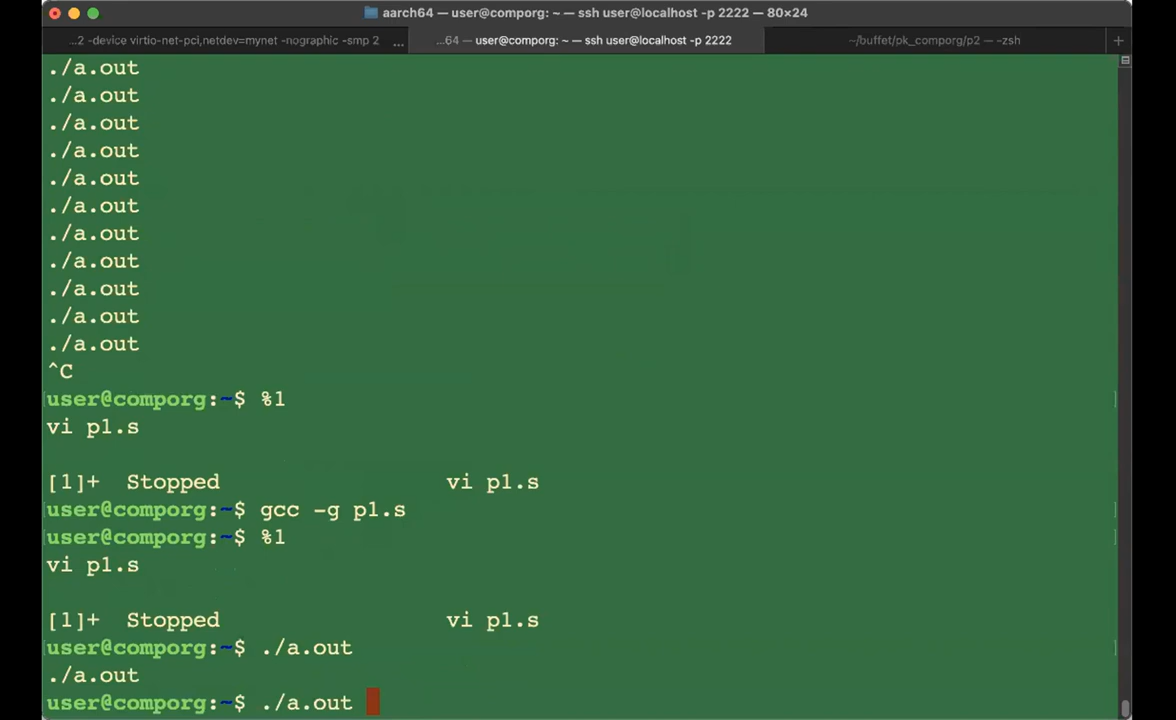 aarch64 — user@comporg: ~ — ssh user@localhost -p 2222 — 80×24
...2 -device virtio-net-pci,netdev=mynet -nographic -smp 2 ...
...64 — user@comporg: ~ — ssh user@localhost -p 2222
~/buffet/pk_comporg/p2 — -zsh
+
./a.out
./a.out
./a.out
./a.out
./a.out
./a.out
./a.out
./a.out
./a.out
./a.out
./a.out
^C
user@comporg:~$ %1
vi p1.s
[1]+  Stopped                 vi p1.s
user@comporg:~$ gcc -g p1.s
user@comporg:~$ %1
vi p1.s
[1]+  Stopped                 vi p1.s
user@comporg:~$ ./a.out
./a.out
user@comporg:~$ ./a.out